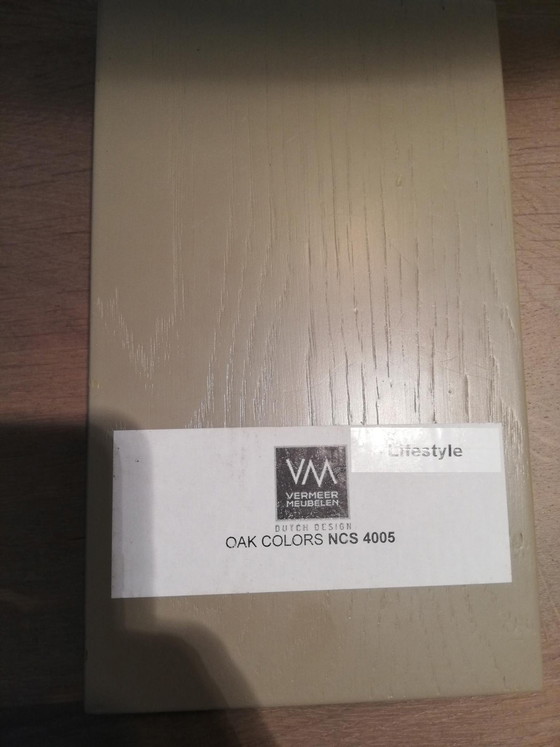 Lifestyle
VM
VERMEER
MEUBELEN
DUTCH DESIGN
OAK COLORS NCS 4005